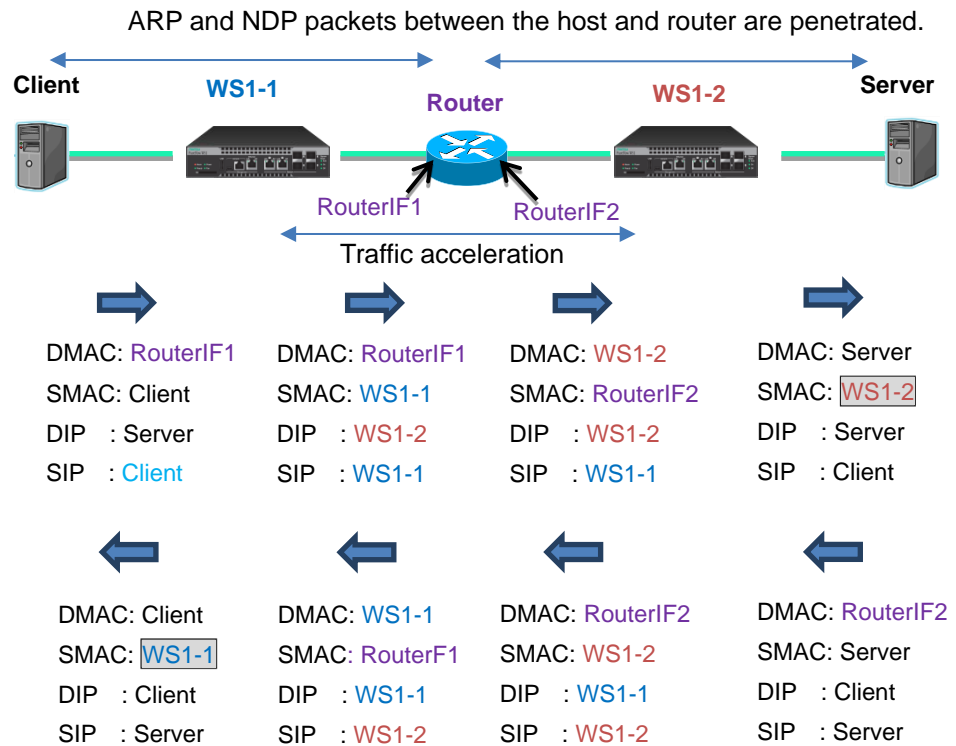 ARP and NDP packets between the host and router are penetrated.
Client
WS1-1
Router
WS1-2
Server
RouterIF1
RouterIF2
Traffic acceleration
DMAC: RouterIF1
SMAC: Client
DIP : Server
SIP : Client
DMAC: RouterIF1
SMAC: WS1-1
DIP : WS1-2
SIP : WS1-1
DMAC: WS1-2
SMAC: RouterIF2
DIP : WS1-2
SIP : WS1-1
DMAC: Server
SMAC: WS1-2
DIP : Server
SIP : Client
DMAC: Client
SMAC: WS1-1
DIP : Client
SIP : Server
DMAC: WS1-1
SMAC: RouterF1
DIP : WS1-1
SIP : WS1-2
DMAC: RouterIF2
SMAC: WS1-2
DIP : WS1-1
SIP : WS1-2
DMAC: RouterIF2
SMAC: Server
DIP : Client
SIP : Server